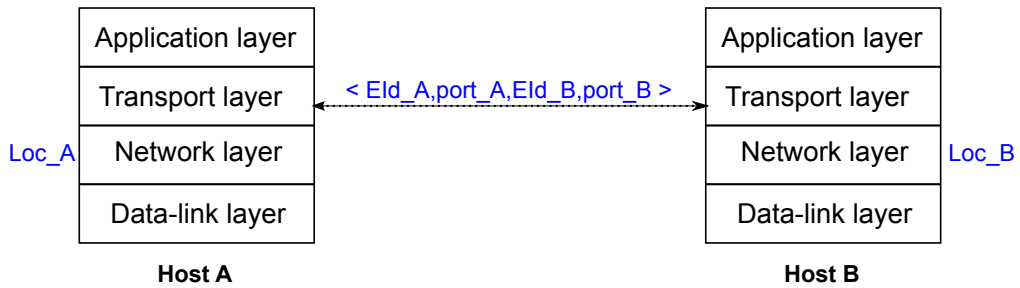 Application layer
Application layer
Transport layer
< EId_A,port_A,EId_B,port_B >
Transport layer
Loc_A
Network layer
Network layer
Loc_B
Data-link layer
Data-link layer
Host A
Host B